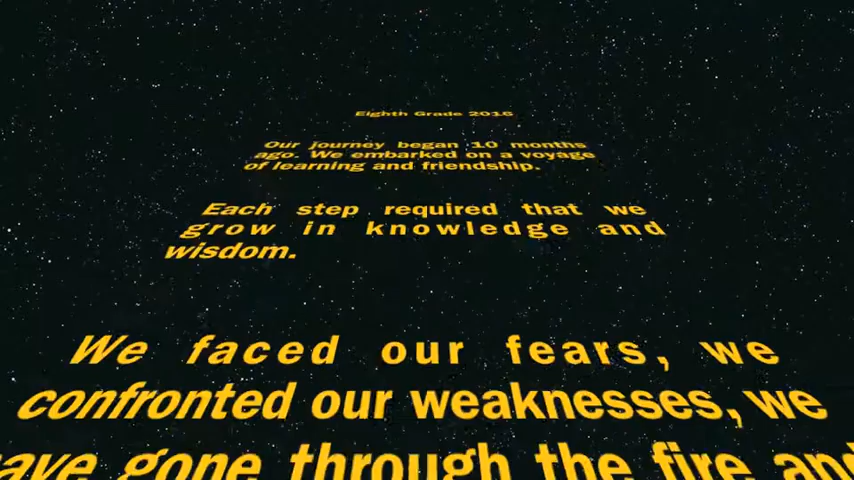 Eighth Grade 2016
Our journey began 10 months
ago. We embarked on a voyage
of learning and friendship.
Each step required that we
grow in knowledge and
wisdom.
We faced our fears, we
confronted our weaknesses, we
gone through the fire and